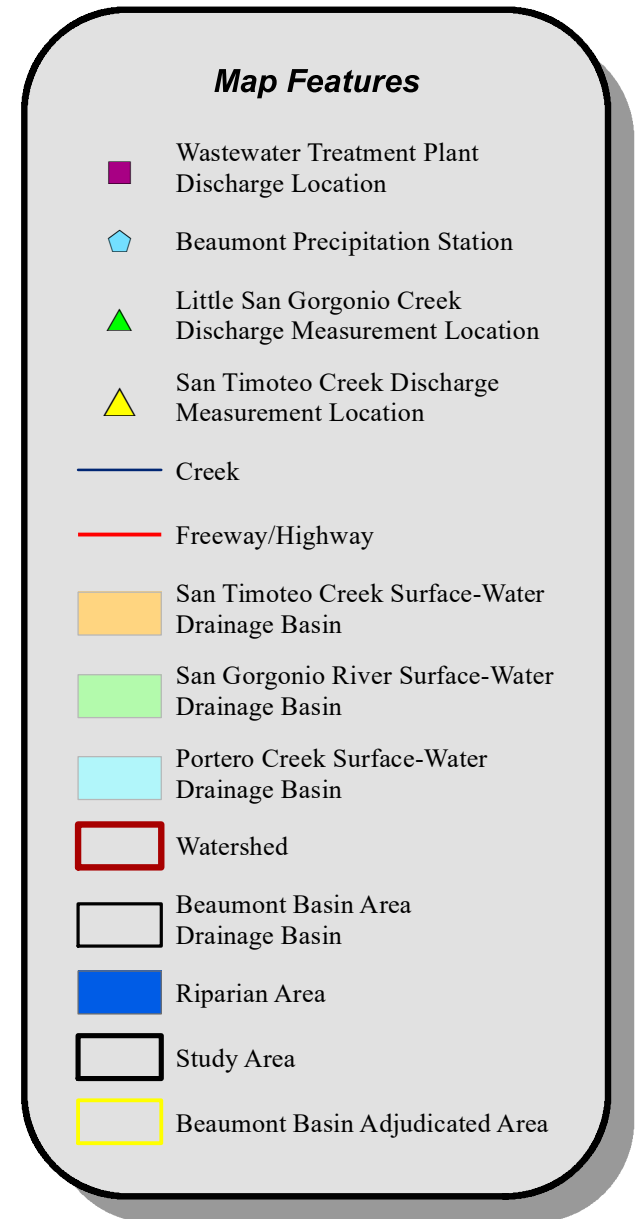 Map Features
Wastewater Treatment Plant
Discharge Location
Beaumont Precipitation Station
Little San Gorgonio Creek
Discharge Measurement Location
San Timoteo Creek Discharge
Measurement Location
Creek
Freeway/Highway
San Timoteo Creek Surface-Water
Drainage Basin
San Gorgonio River Surface-Water
Drainage Basin
Portero Creek Surface-Water
Drainage Basin
Watershed
Beaumont Basin Area
Drainage Basin
Riparian Area
Study Area
Beaumont Basin Adjudicated Area